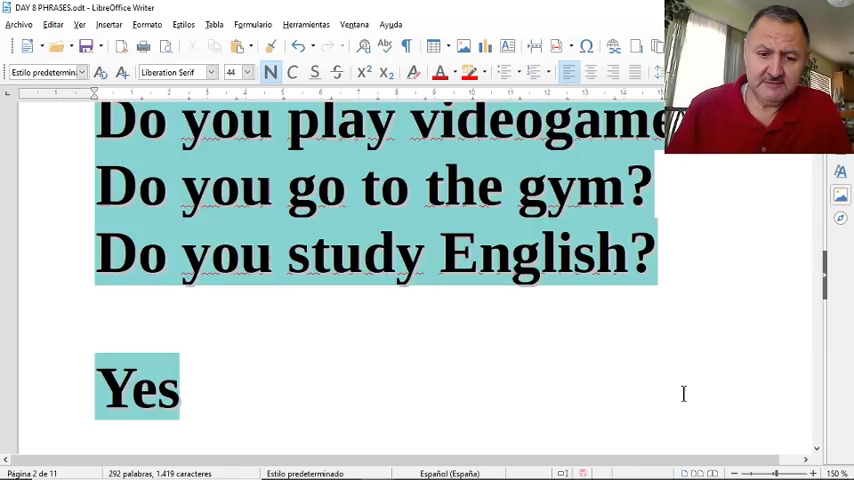 DAY 8 PHRASES.odt - LibreOffice Writer
Archivo Editar Ver Insertar Formato Estilos Tabla Formulario Herramientas Ventana Ayuda
Estilo predetermin Liberation Serif 44 N C S
Do you play videogame
Do you go to the gym?
Do you study English?
Yes
Página 2 de 11 292 palabras, 1.419 caracteres Estilo predeterminado Español (España) 150 %